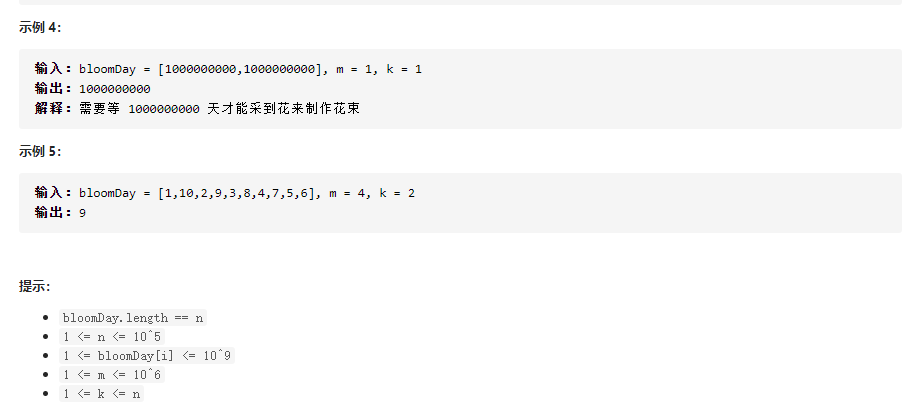 示例 4：
输入：bloomDay = [1000000000,1000000000], m = 1, k = 1
输出：1000000000
解释：需要等 1000000000 天才能采到花来制作花束
示例 5：
输入：bloomDay = [1,10,2,9,3,8,4,7,5,6], m = 4, k = 2
输出：9
提示：
bloomDay.length == n
1 <= n <= 10^5
1 <= bloomDay[i] <= 10^9
1 <= m <= 10^6
1 <= k <= n